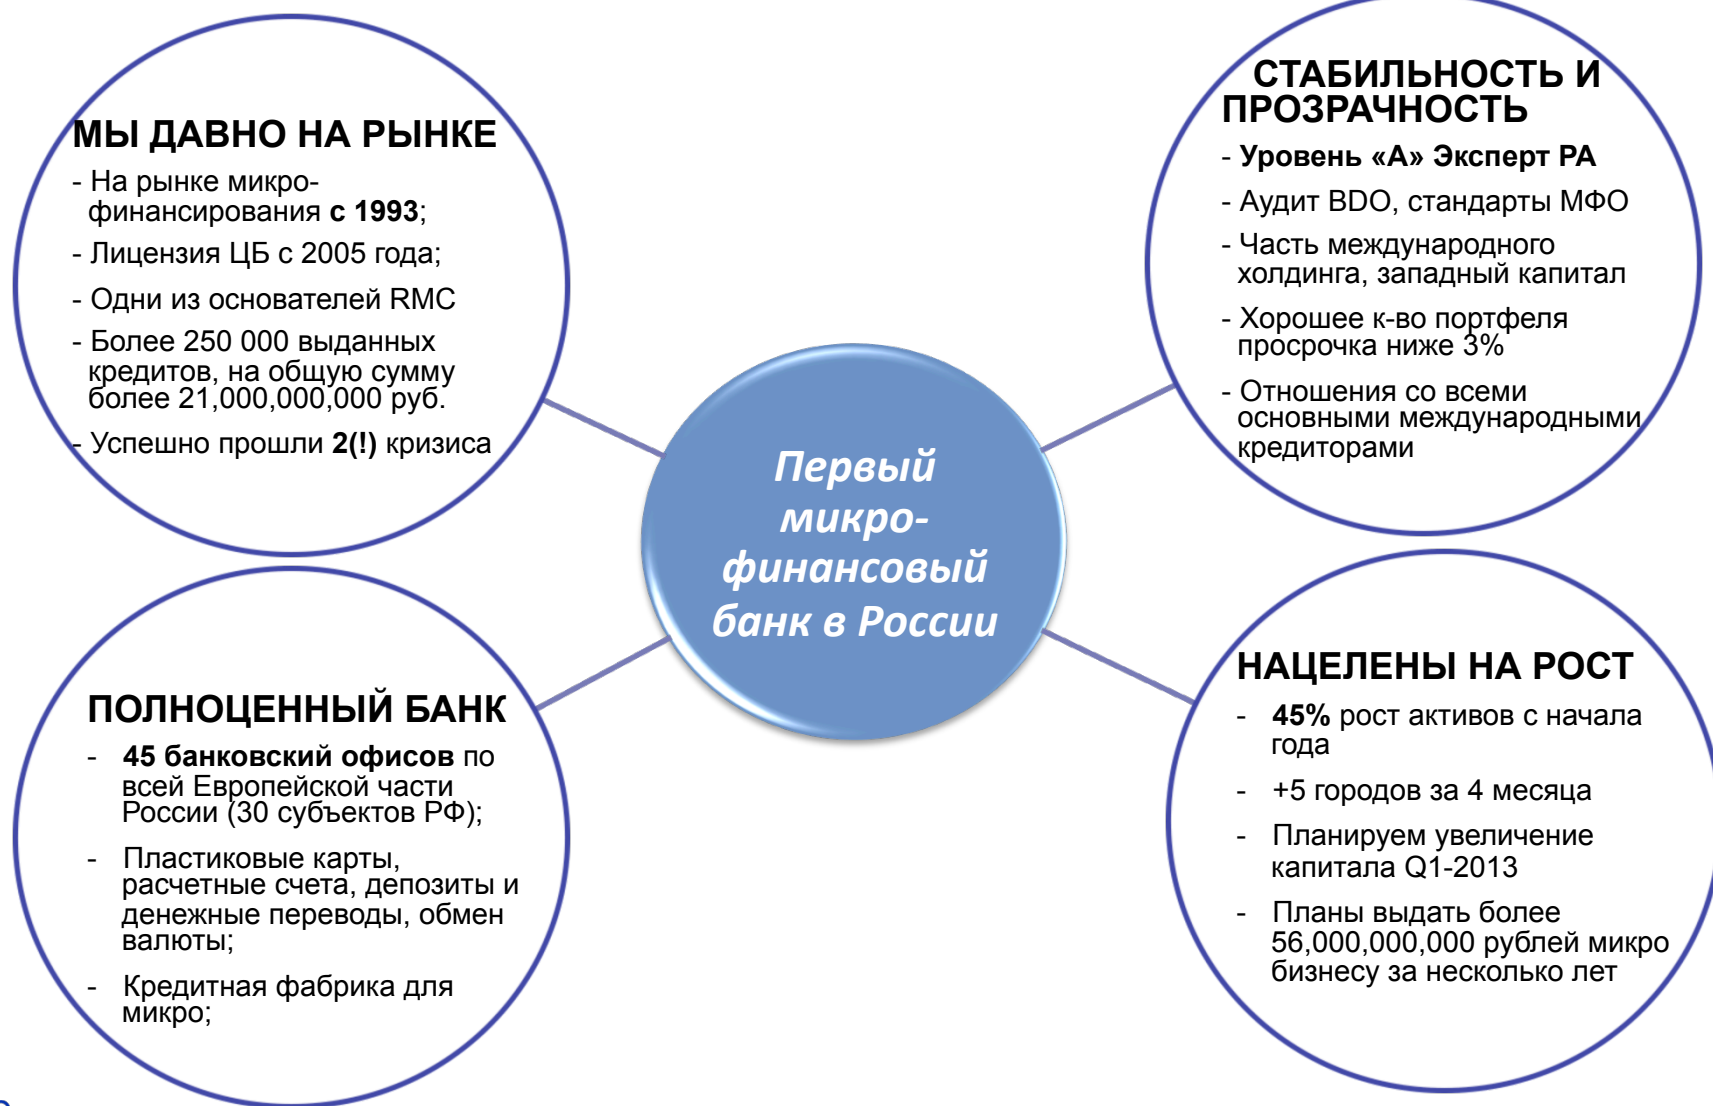 МЫ ДАВНО НА РЫНКЕ
- На рынке микро-
финансирования с 1993;
- Лицензия ЦБ с 2005 года;
- Одни из основателей RMC
- Более 250 000 выданных
кредитов, на общую сумму
более 21,000,000,000 руб.
- Успешно прошли 2(!) кризиса
СТАБИЛЬНОСТЬ И
ПРОЗРАЧНОСТЬ
- Уровень «А» Эксперт РА
- Аудит BDO, стандарты МФО
- Часть международного
холдинга, западный капитал
- Хорошее к-во портфеля
просрочка ниже 3%
- Отношения со всеми
основными международными
кредиторами
Первый
микро-
финансовый
банк в России
ПОЛНОЦЕННЫЙ БАНК
- 45 банковский офисов по
всей Европейской части
России (30 субъектов РФ);
- Пластиковые карты,
расчетные счета, депозиты и
денежные переводы, обмен
валюты;
- Кредитная фабрика для
микро;
НАЦЕЛЕНЫ НА РОСТ
- 45% рост активов с начала
года
- +5 городов за 4 месяца
- Планируем увеличение
капитала Q1-2013
- Планы выдать более
56,000,000,000 рублей микро
бизнесу за несколько лет